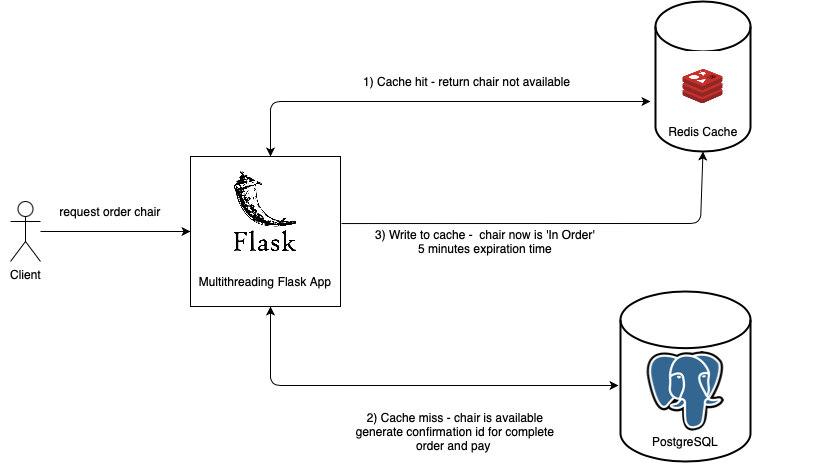 1) Cache hit - return chair not available
Redis Cache
request order chair
Flask
3) Write to cache - chair now is 'In Order'
5 minutes expiration time
Client
Multithreading Flask App
2) Cache miss - chair is available
generate confirmation id for complete
order and pay
PostgreSQL